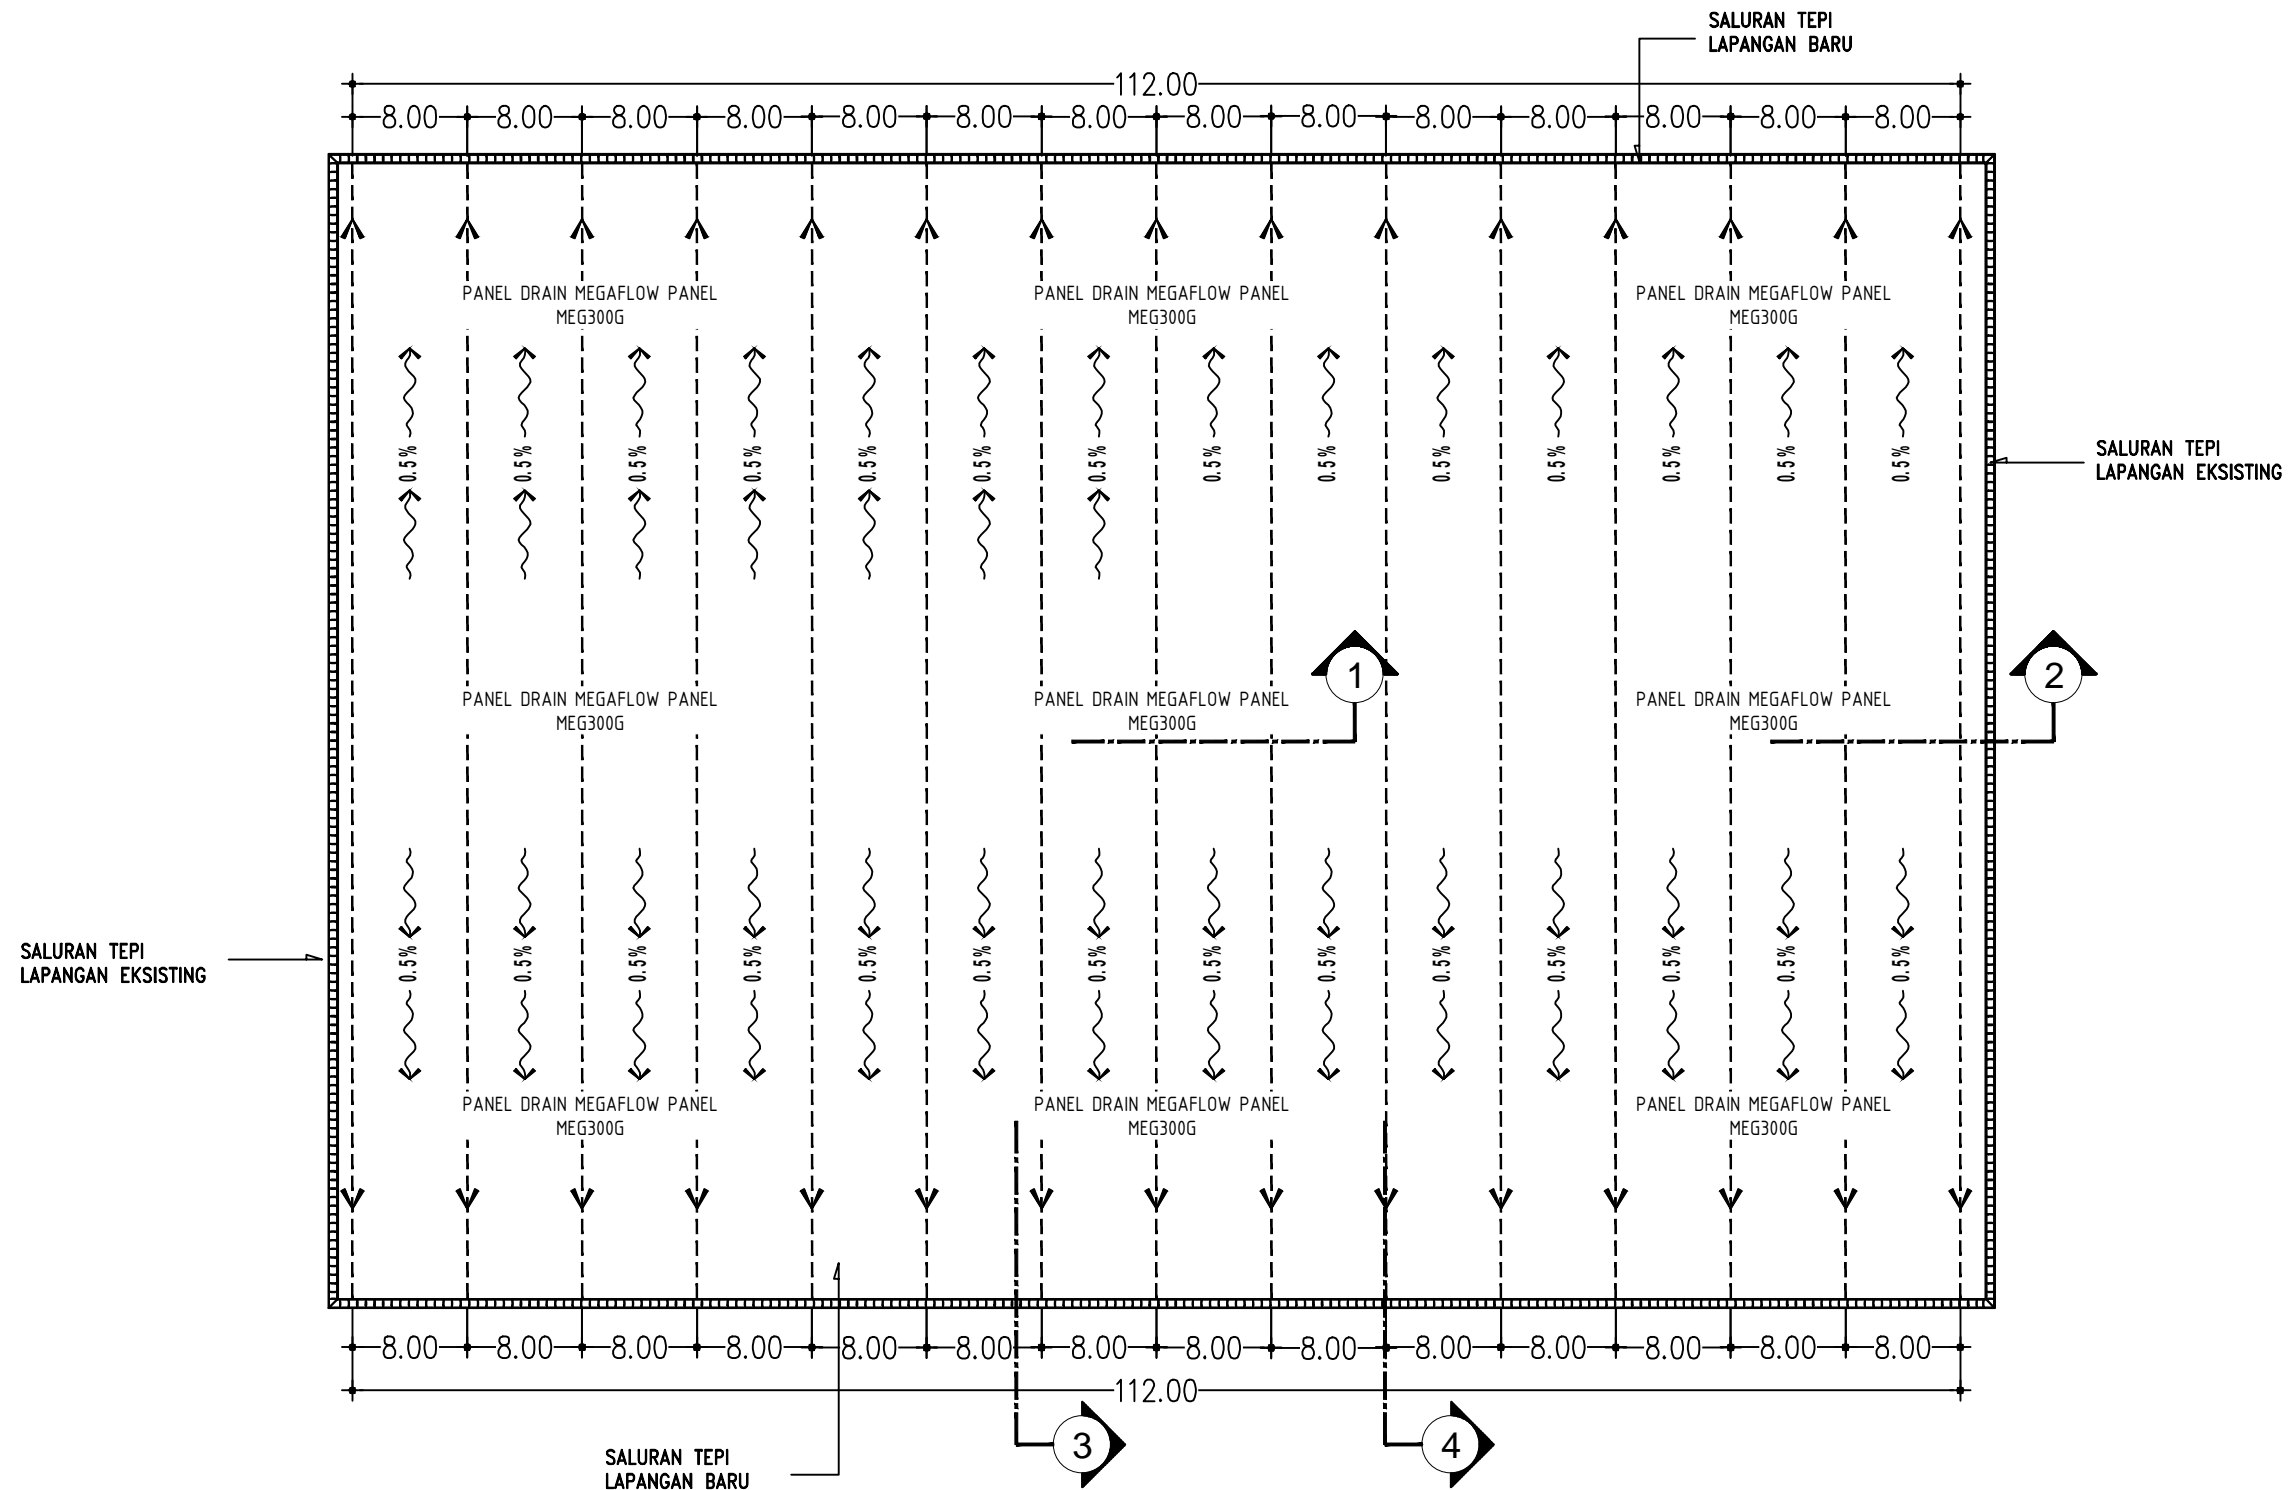 SALURAN TEPI
LAPANGAN BARU
112.00
8.00 8.00 8.00 8.00 8.00 8.00 8.00 8.00 8.00 8.00 8.00 8.00 8.00 8.00
PANEL DRAIN MEGAFLOW PANEL
MEG300G
PANEL DRAIN MEGAFLOW PANEL
MEG300G
PANEL DRAIN MEGAFLOW PANEL
MEG300G
0.5% 0.5% 0.5% 0.5% 0.5% 0.5% 0.5% 0.5% 0.5% 0.5% 0.5% 0.5% 0.5% 0.5%
SALURAN TEPI
LAPANGAN EKSISTING
1
2
PANEL DRAIN MEGAFLOW PANEL
MEG300G
PANEL DRAIN MEGAFLOW PANEL
MEG300G
PANEL DRAIN MEGAFLOW PANEL
MEG300G
SALURAN TEPI
LAPANGAN EKSISTING
0.5% 0.5% 0.5% 0.5% 0.5% 0.5% 0.5% 0.5% 0.5% 0.5% 0.5% 0.5% 0.5% 0.5%
PANEL DRAIN MEGAFLOW PANEL
MEG300G
PANEL DRAIN MEGAFLOW PANEL
MEG300G
PANEL DRAIN MEGAFLOW PANEL
MEG300G
8.00 8.00 8.00 8.00 8.00 8.00 8.00 8.00 8.00 8.00 8.00 8.00 8.00 8.00
112.00
3
4
SALURAN TEPI
LAPANGAN BARU